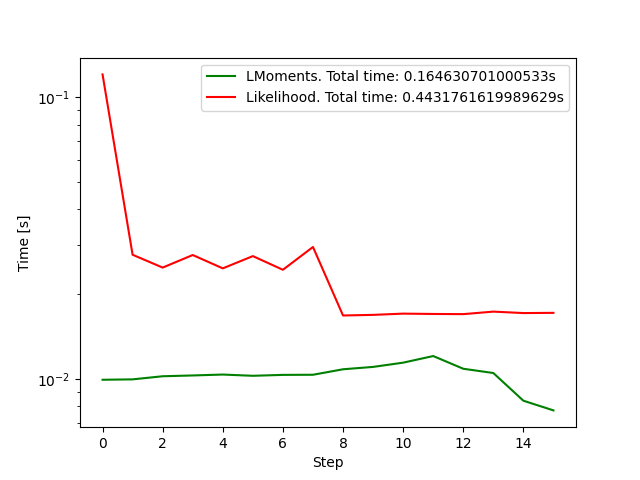 LMoments. Total time: 0.164630701000533s
Likelihood. Total time: 0.4431761619989629s
10⁻¹
Time [s]
10⁻²
0 2 4 6 8 10 12 14
Step